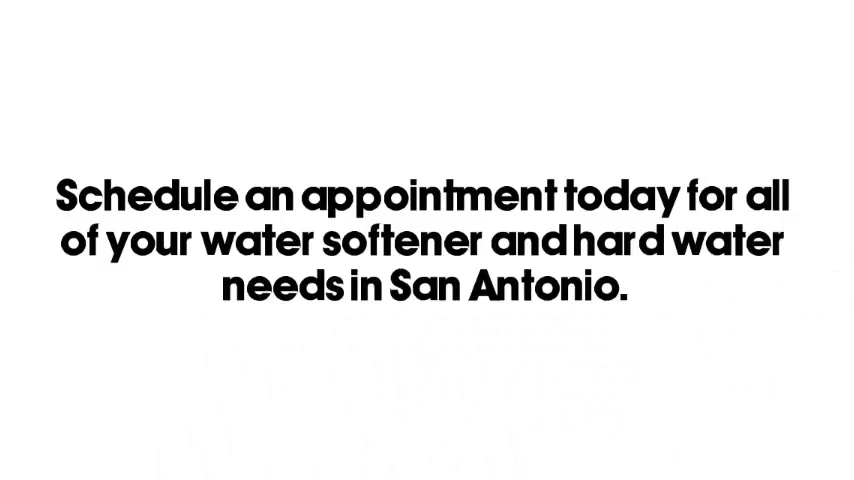 Schedule an appointment today for all
of your water softener and hard water
needs in San Antonio.